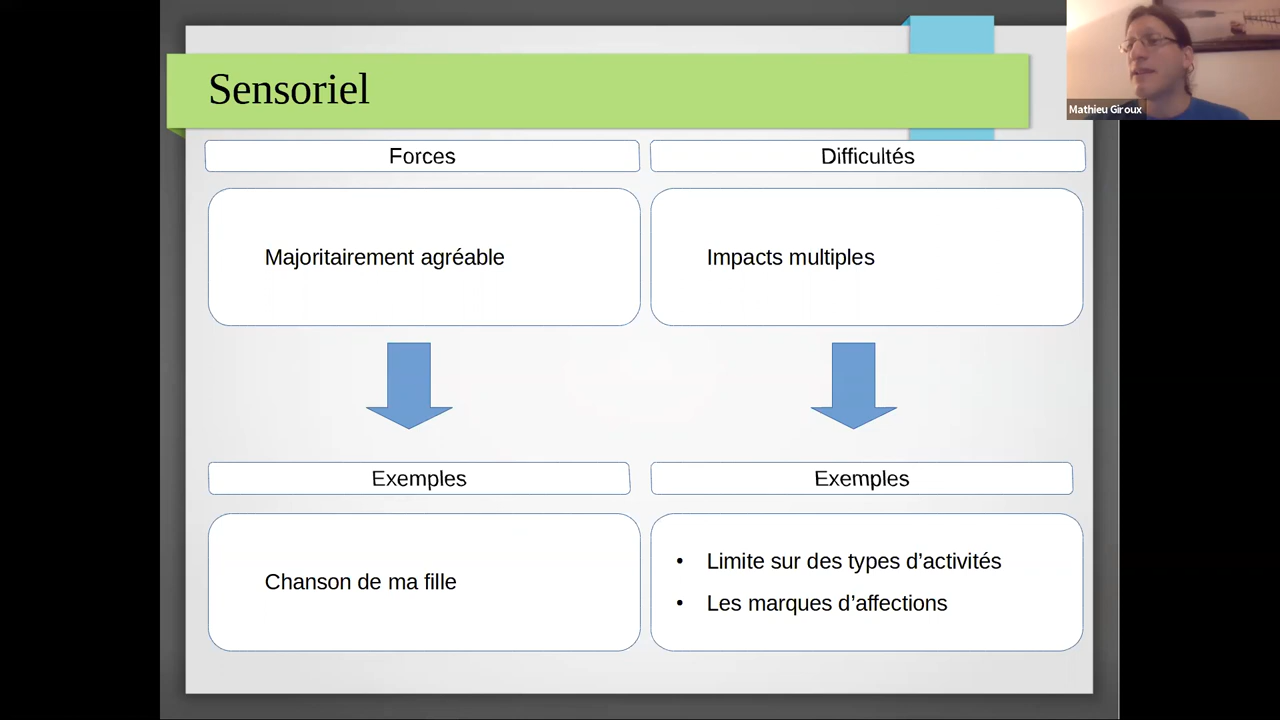 Sensoriel
Mathieu Giroux
Forces
Difficultés
Majoritairement agréable
Impacts multiples
Exemples
Exemples
Chanson de ma fille
• Limite sur des types d’activités
• Les marques d’affections